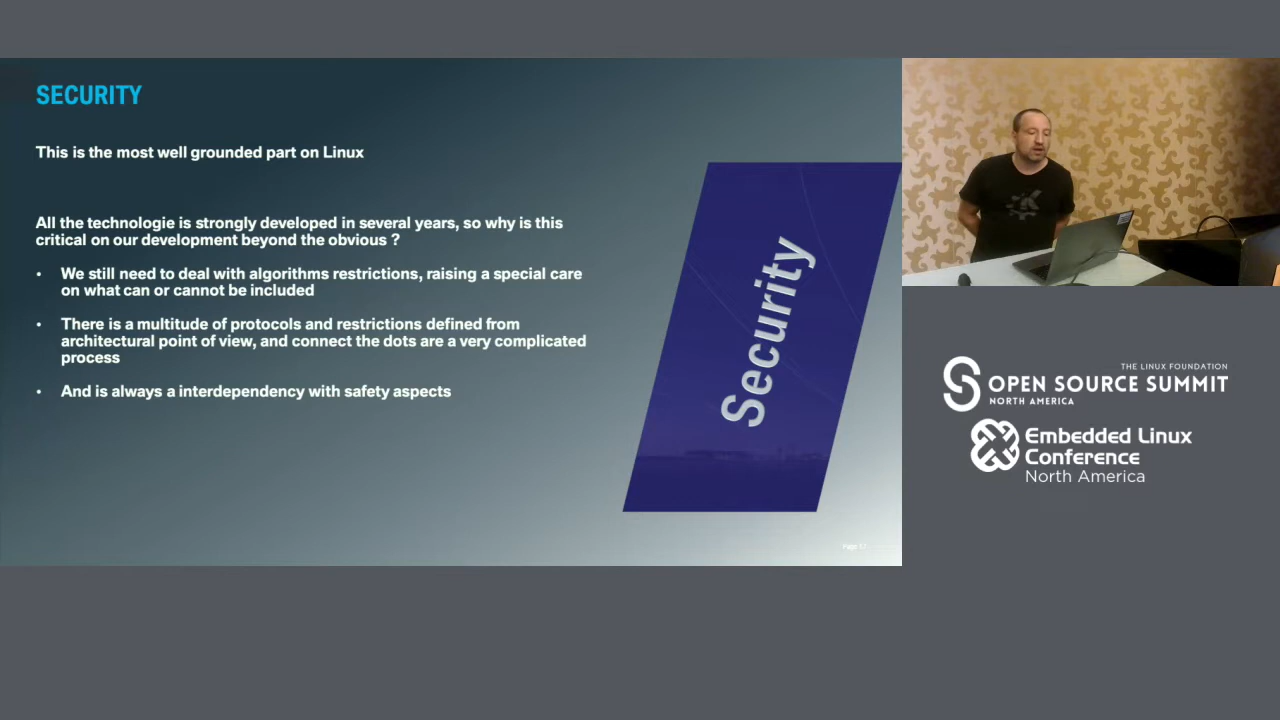 SECURITY
This is the most well grounded part on Linux
All the technologie is strongly developed in several years, so why is this
critical on our development beyond the obvious ?
• We still need to deal with algorithms restrictions, raising a special care
on what can or cannot be included
• There is a multitude of protocols and restrictions defined from
architectural point of view, and connect the dots are a very complicated
process
• And is always a interdependency with safety aspects
Security
THE LINUX FOUNDATION
OPEN SOURCE SUMMIT
NORTH AMERICA
Embedded Linux
Conference
North America
Page